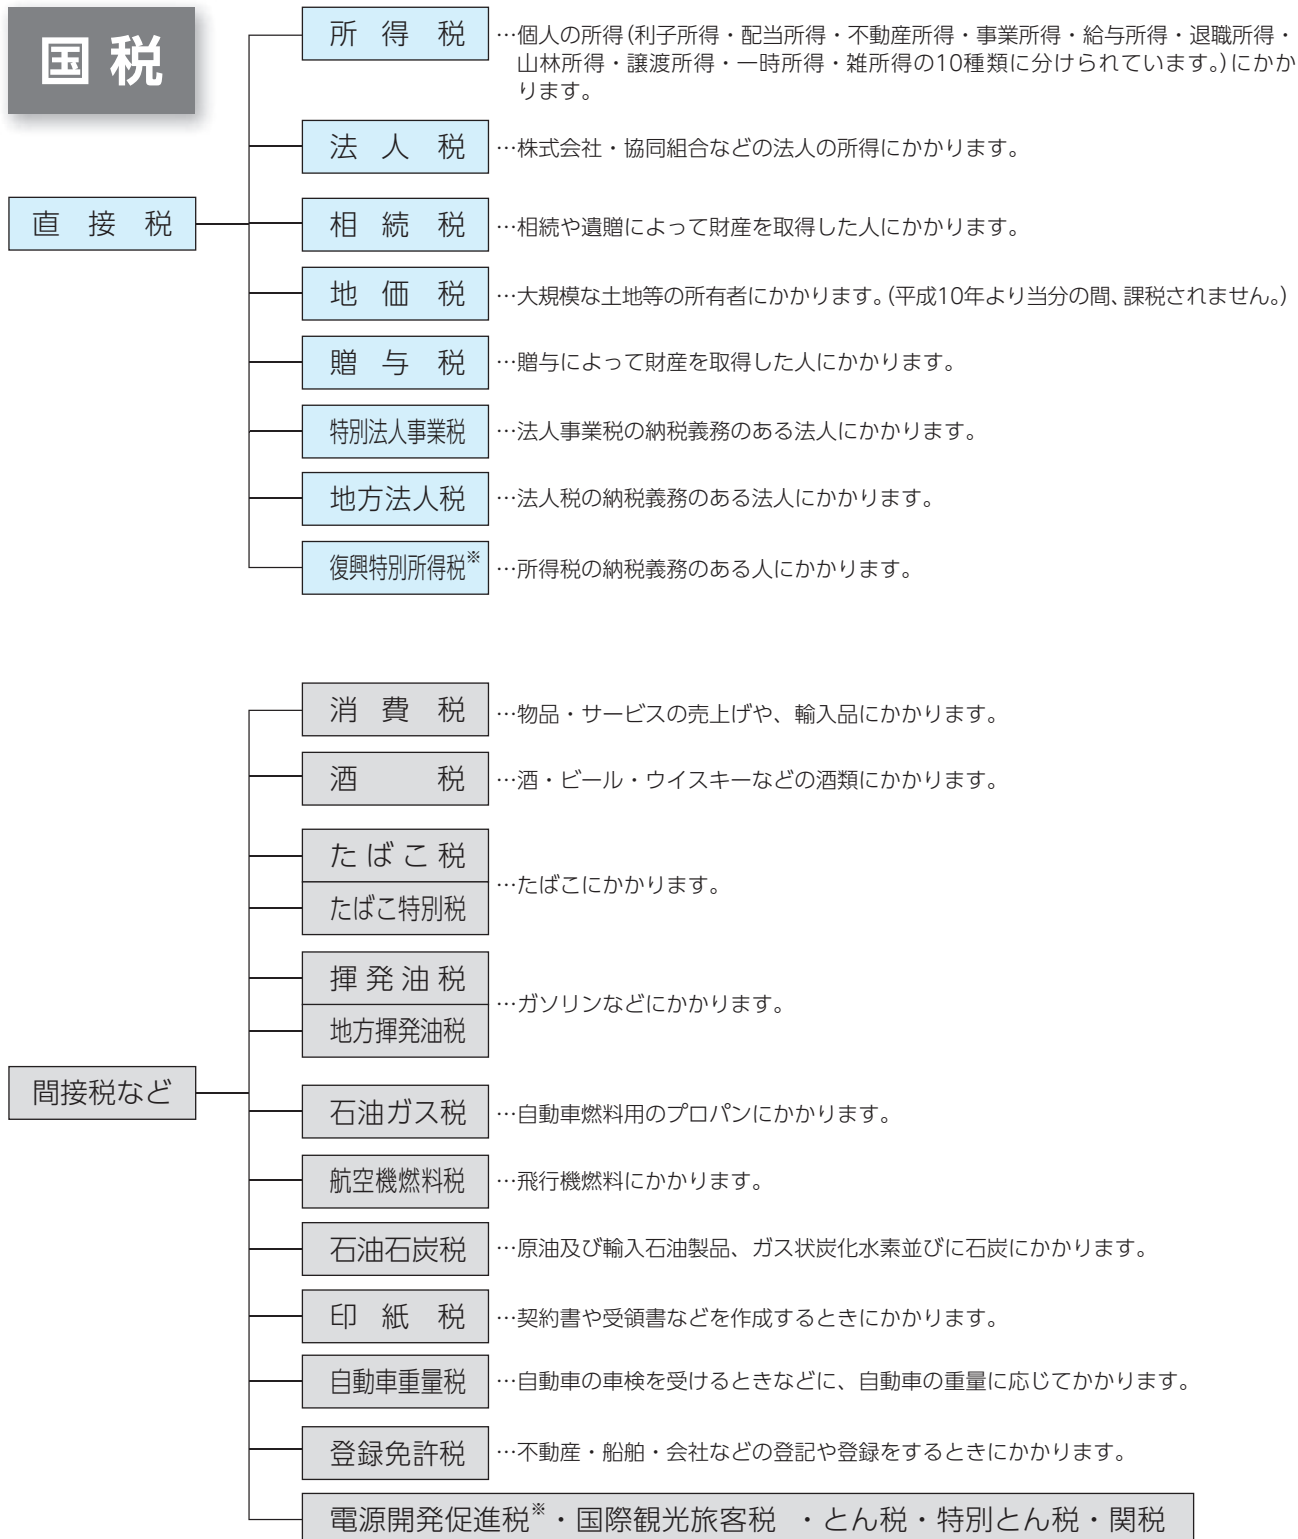 国税
直接税
所得税
…個人の所得(利子所得・配当所得・不動産所得・事業所得・給与所得・退職所得・
山林所得・譲渡所得・一時所得・雑所得の10種類に分けられています。)にかか
ります。
法人税
…株式会社・協同組合などの法人の所得にかかります。
相続税
…相続や遺贈によって財産を取得した人にかかります。
地価税
…大規模な土地等の所有者にかかります。(平成10年より当分の間、課税されません。)
贈与税
…贈与によって財産を取得した人にかかります。
特別法人事業税
…法人事業税の納税義務のある法人にかかります。
地方法人税
…法人税の納税義務のある法人にかかります。
復興特別所得税※
…所得税の納税義務のある人にかかります。
間接税など
消費税
…物品・サービスの売上げや、輸入品にかかります。
酒税
…酒・ビール・ウイスキーなどの酒類にかかります。
たばこ税
たばこ特別税
…たばこにかかります。
揮発油税
地方揮発油税
…ガソリンなどにかかります。
石油ガス税
…自動車燃料用のプロパンにかかります。
航空機燃料税
…飛行機燃料にかかります。
石油石炭税
…原油及び輸入石油製品、ガス状炭化水素並びに石炭にかかります。
印紙税
…契約書や受領書などを作成するときにかかります。
自動車重量税
…自動車の車検を受けるときなどに、自動車の重量に応じてかかります。
登録免許税
…不動産・船舶・会社などの登記や登録をするときにかかります。
電源開発促進税※・国際観光旅客税 ・とん税・特別とん税・関税